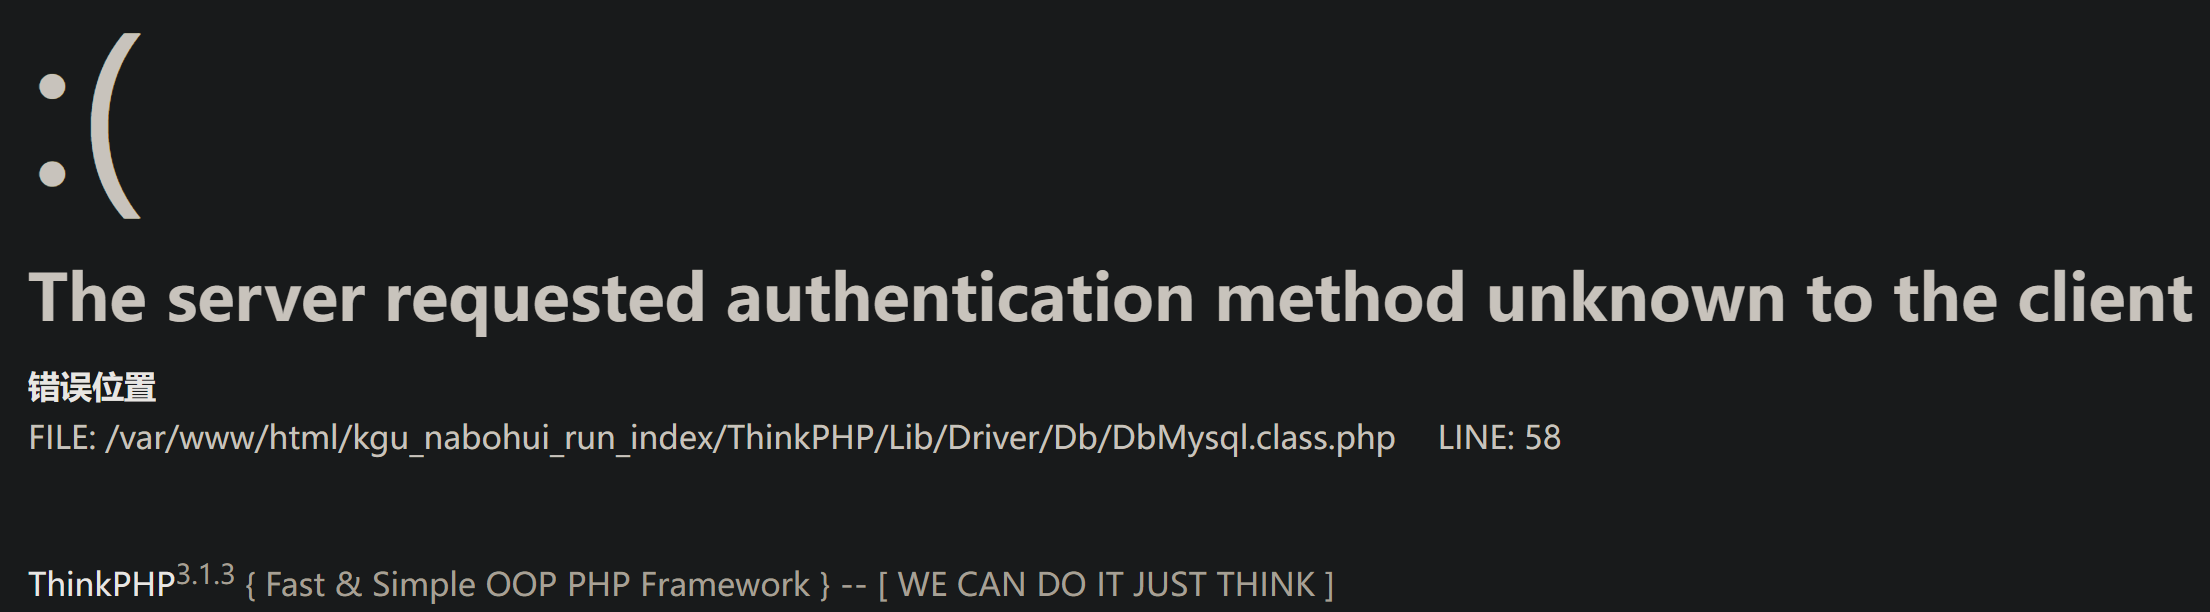 :(
The server requested authentication method unknown to the client
错误位置
FILE: /var/www/html/kgu_nabohui_run_index/ThinkPHP/Lib/Driver/Db/DbMysql.class.php LINE: 58
ThinkPHP3.1.3 { Fast & Simple OOP PHP Framework } -- [ WE CAN DO IT JUST THINK ]